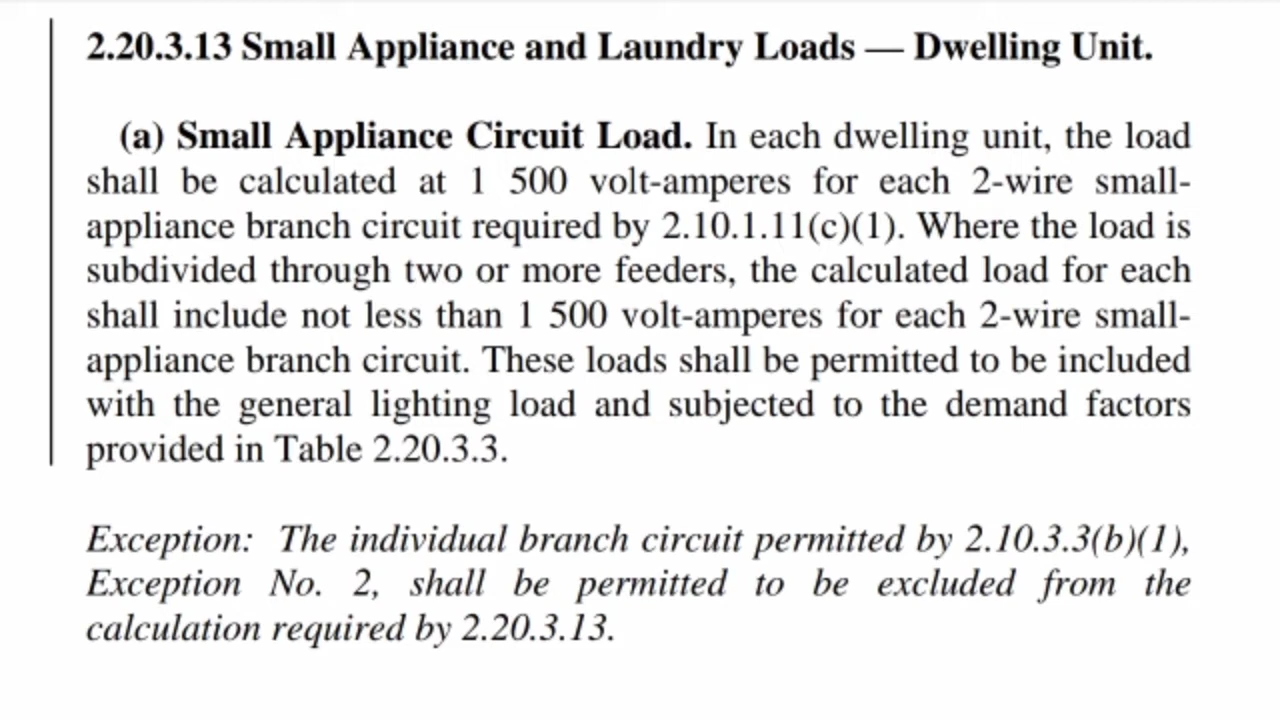 2.20.3.13 Small Appliance and Laundry Loads — Dwelling Unit.
(a) Small Appliance Circuit Load. In each dwelling unit, the load
shall be calculated at 1 500 volt-amperes for each 2-wire small-
appliance branch circuit required by 2.10.1.11(c)(1). Where the load is
subdivided through two or more feeders, the calculated load for each
shall include not less than 1 500 volt-amperes for each 2-wire small-
appliance branch circuit. These loads shall be permitted to be included
with the general lighting load and subjected to the demand factors
provided in Table 2.20.3.3.
Exception: The individual branch circuit permitted by 2.10.3.3(b)(1),
Exception No. 2, shall be permitted to be excluded from the
calculation required by 2.20.3.13.